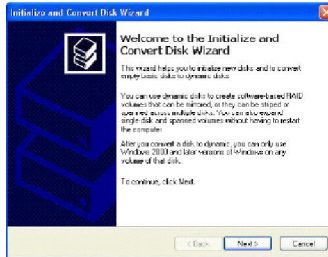 Initialize and Convert Disk Wizard
Welcome to the Initialize and
Convert Disk Wizard
This wizard helps you to initialize new disks and to convert
empty basic disks to dynamic disks.
You can use dynamic disks to create software-based RAID
volumes that can be mirrored, or they can be striped or
spanned across multiple disks. You can also expand
single disk and spanned volumes without having to restart
the computer.
After you convert a disk to dynamic, you can only use
Windows 2000 and later versions of Windows on any
volume of that disk.
To continue, click Next.
< Back Next > Cancel